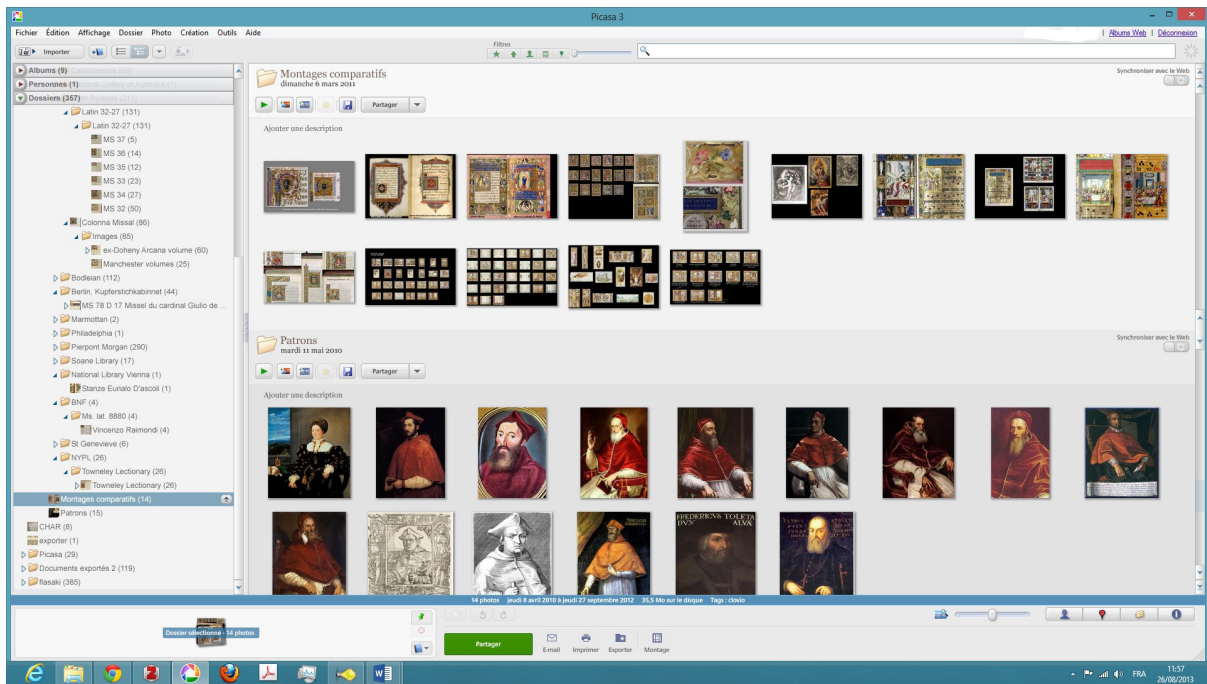 Picasa 3
Fichier Édition Affichage Dossier Photo Création Outils Aide
Albums Web | Déconnexion
Importer
Filtres
Albums (9)
Personnes (1)
Dossiers (357)
Latin 32-27 (131)
Latin 32-27 (131)
MS 37 (5)
MS 36 (14)
MS 35 (12)
MS 33 (23)
MS 34 (27)
MS 32 (50)
Colonna Missal (86)
Images (85)
ex-Doheny Arcana volume (60)
Manchester volumes (25)
Bodleian (112)
Berlin, Kupferstichkabinnet (44)
MS 78 D 17 Missel du cardinal Giulio de ...
Marmottan (2)
Philadelphia (1)
Pierpont Morgan (290)
Soane Library (17)
National Library Vienna (1)
Stanze Eurialo D'ascoli (1)
BNF (4)
Ms. lat. 8880 (4)
Vincenzo Raimondi (4)
St Genevieve (6)
NYPL (26)
Towneley Lectionary (26)
Towneley Lectionary (26)
Montages comparatifs (14)
Patrons (15)
CHAR (8)
exporter (1)
Picasa (29)
Documents exportés 2 (119)
flasaki (385)
Montages comparatifs
dimanche 6 mars 2011
Synchroniser avec le Web
Partager
Ajouter une description
Patrons
mardi 11 mai 2010
Synchroniser avec le Web
Partager
Ajouter une description
FREDERICVS TOLETA
DVX ALVÆ
14 photos jeudi 8 avril 2010 à jeudi 27 septembre 2012 35,5 Mo sur le disque Tags : clovio
Dossier sélectionné - 14 photos
Partager
E-mail Imprimer Exporter Montage
FRA
11:57
26/08/2013